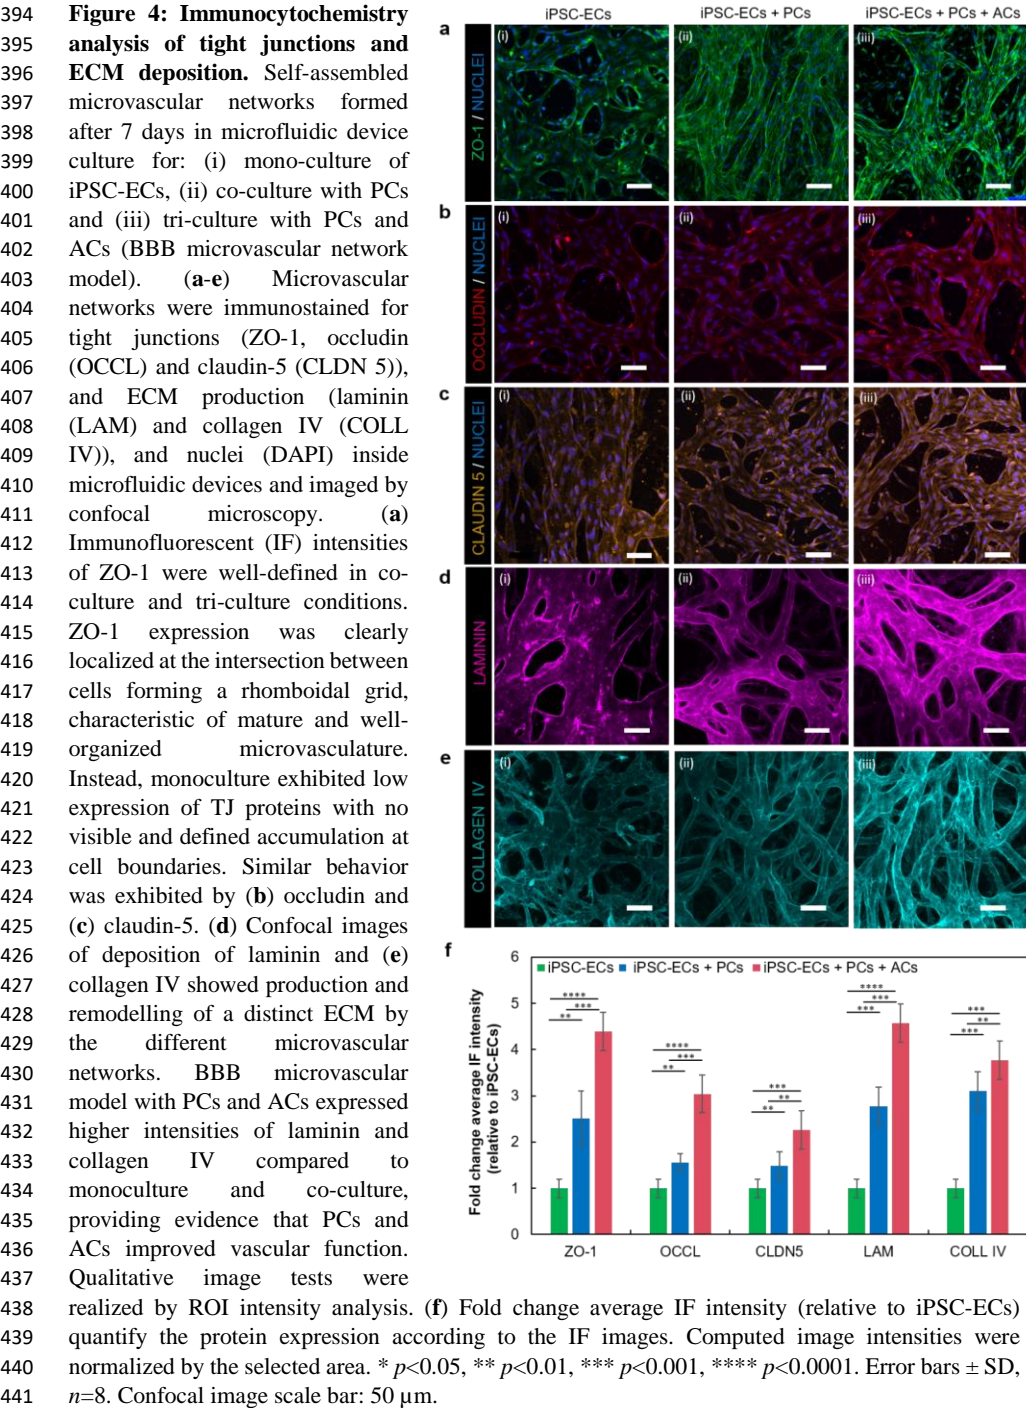 394 Figure 4: Immunocytochemistry
395 analysis of tight junctions and
396 ECM deposition. Self-assembled
397 microvascular networks formed
398 after 7 days in microfluidic device
399 culture for: (i) mono-culture of
400 iPSC-ECs, (ii) co-culture with PCs
401 and (iii) tri-culture with PCs and
402 ACs (BBB microvascular network
403 model). (a-e) Microvascular
404 networks were immunostained for
405 tight junctions (ZO-1, occludin
406 (OCCL) and claudin-5 (CLDN 5)),
407 and ECM production (laminin
408 (LAM) and collagen IV (COLL
409 IV)), and nuclei (DAPI) inside
410 microfluidic devices and imaged by
411 confocal microscopy. (a)
412 Immunofluorescent (IF) intensities
413 of ZO-1 were well-defined in co-
414 culture and tri-culture conditions.
415 ZO-1 expression was clearly
416 localized at the intersection between
417 cells forming a rhomboidal grid,
418 characteristic of mature and well-
419 organized microvasculature.
420 Instead, monoculture exhibited low
421 expression of TJ proteins with no
422 visible and defined accumulation at
423 cell boundaries. Similar behavior
424 was exhibited by (b) occludin and
425 (c) claudin-5. (d) Confocal images
426 of deposition of laminin and (e)
427 collagen IV showed production and
428 remodelling of a distinct ECM by
429 the different microvascular
430 networks. BBB microvascular
431 model with PCs and ACs expressed
432 higher intensities of laminin and
433 collagen IV compared to
434 monoculture and co-culture,
435 providing evidence that PCs and
436 ACs improved vascular function.
437 Qualitative image tests were
iPSC-ECs iPSC-ECs + PCs iPSC-ECs + PCs + ACs
a ZO-1 / NUCLEI (i) (ii) (iii)
b OCCLUDIN / NUCLEI (i) (ii) (iii)
c CLAUDIN 5 / NUCLEI (i) (ii) (iii)
d LAMININ (i) (ii) (iii)
e COLLAGEN IV (i) (ii) (iii)
f
iPSC-ECs iPSC-ECs + PCs iPSC-ECs + PCs + ACs
Fold change average IF intensity
(relative to iPSC-ECs)
6
5
4
3
2
1
0
**** *** **
**** *** **
*** ** **
**** *** ***
*** ** ***
ZO-1 OCCL CLDN5 LAM COLL IV
438 realized by ROI intensity analysis. (f) Fold change average IF intensity (relative to iPSC-ECs)
439 quantify the protein expression according to the IF images. Computed image intensities were
440 normalized by the selected area. * p<0.05, ** p<0.01, *** p<0.001, **** p<0.0001. Error bars ± SD,
441 n=8. Confocal image scale bar: 50 µm.